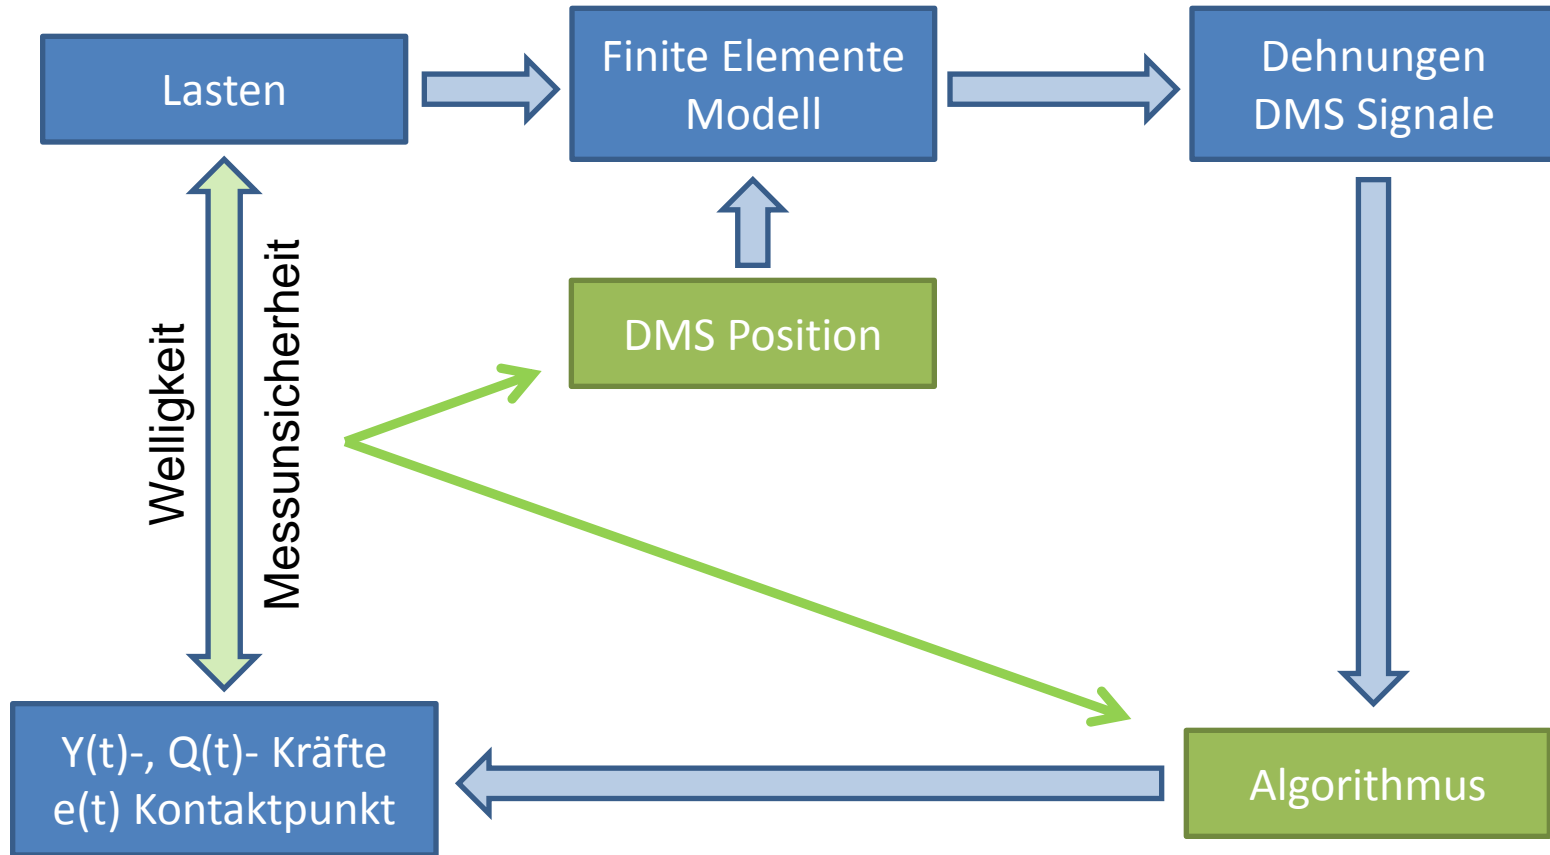 Lasten
Finite Elemente
Modell
Dehnungen
DMS Signale
DMS Position
Welligkeit
Messunsicherheit
Y(t)-, Q(t)- Kräfte
e(t) Kontaktpunkt
Algorithmus